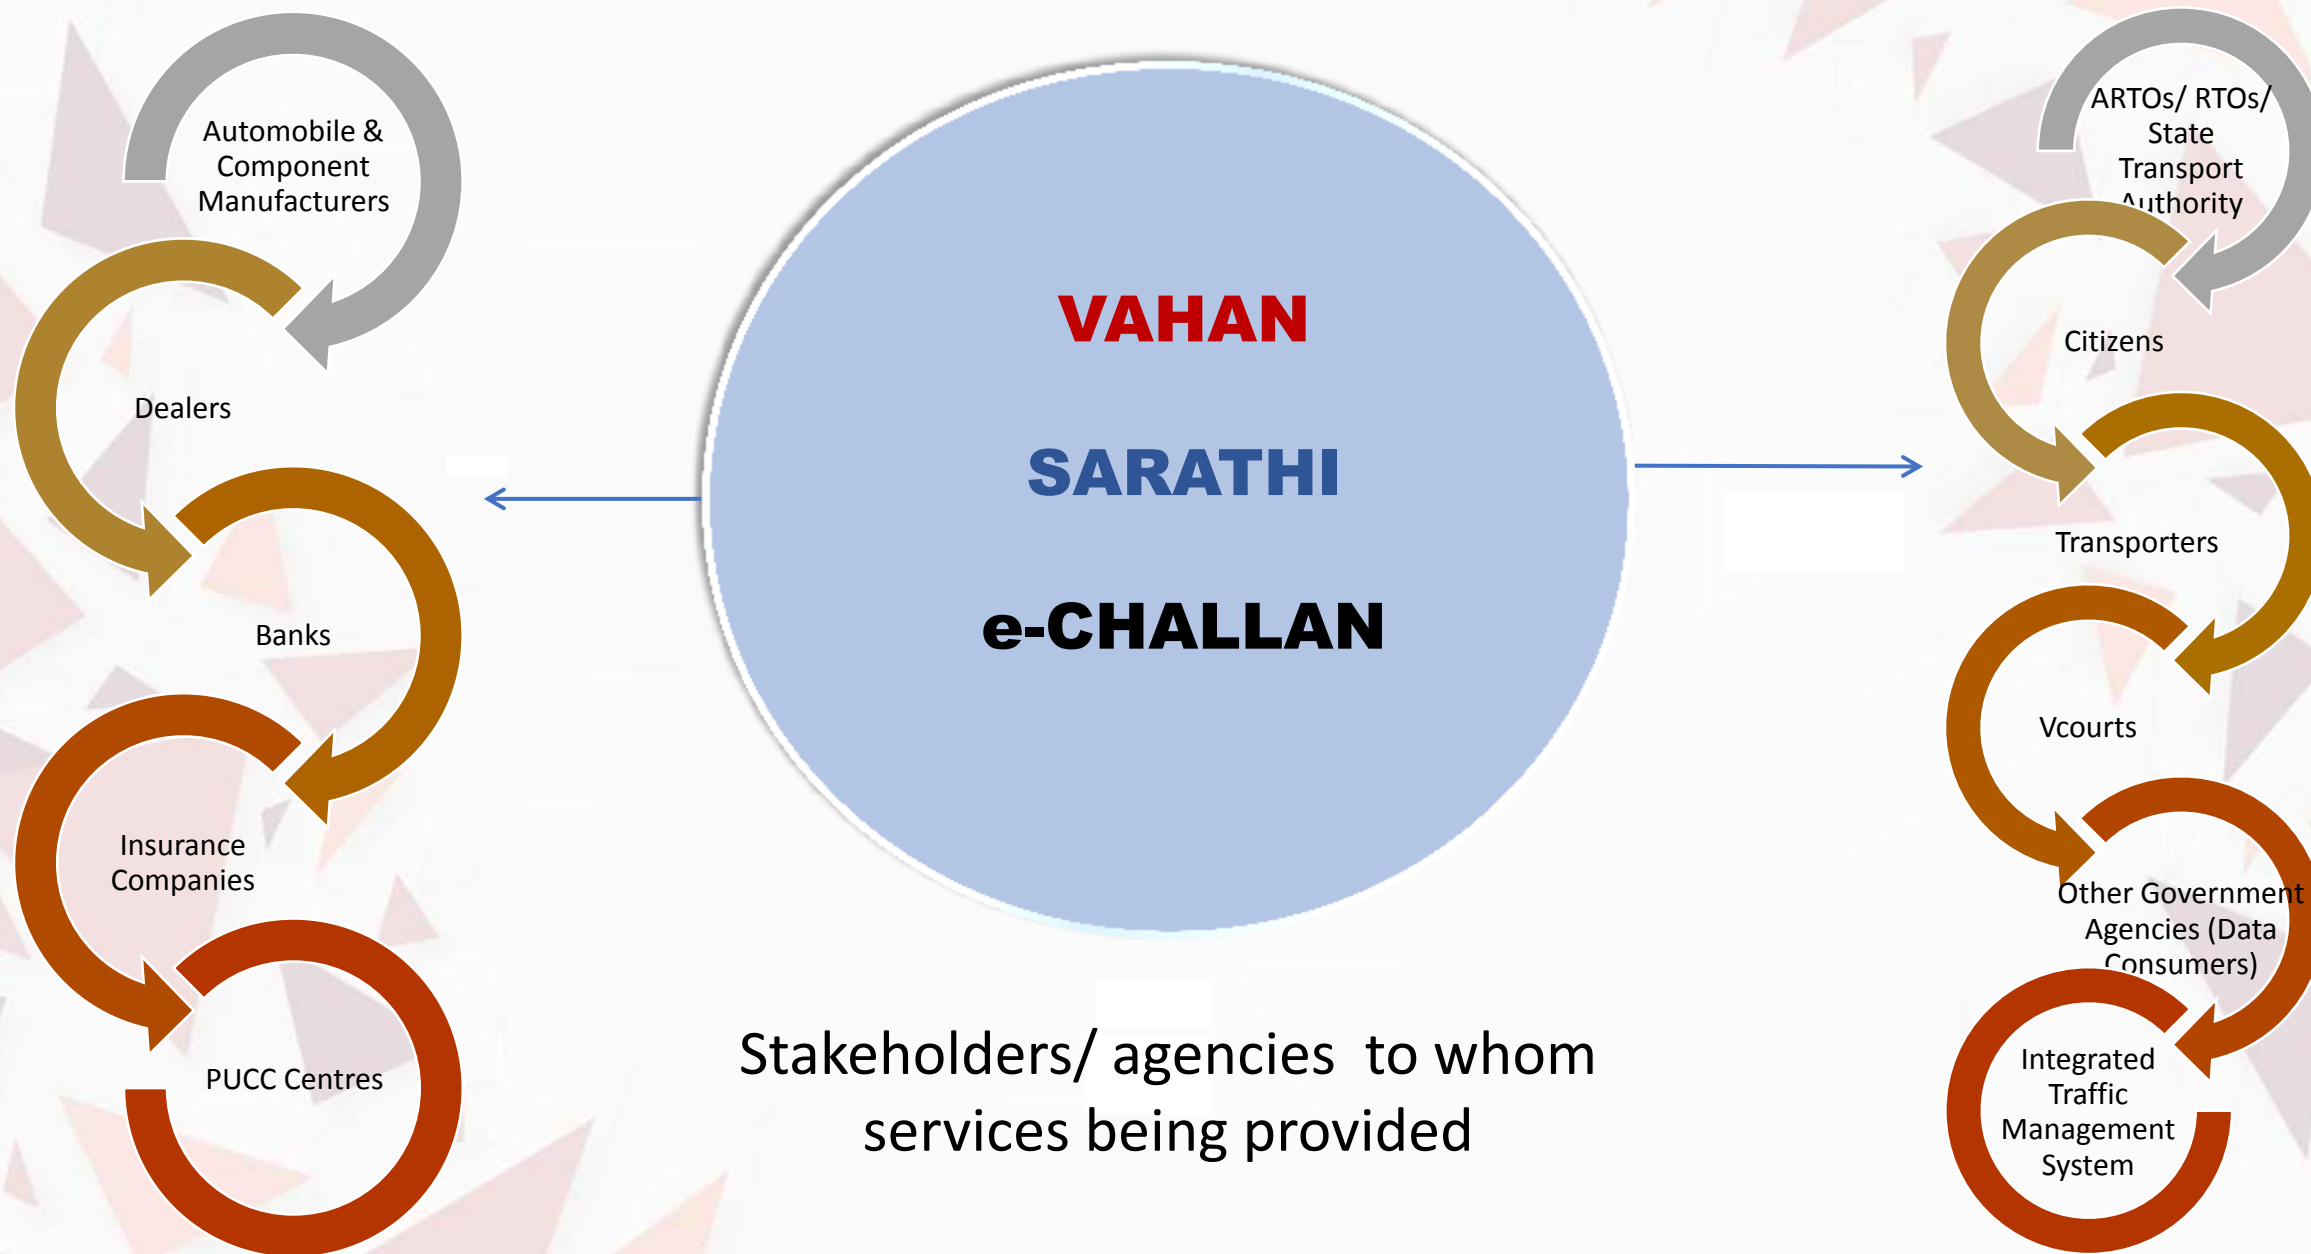 Automobile &
Component
Manufacturers
Dealers
Banks
Insurance
Companies
PUCC Centres
VAHAN
SARATHI
e-CHALLAN
Stakeholders/ agencies  to whom
services being provided
ARTOs/ RTOs/
State
Transport
Authority
Citizens
Transporters
Vcourts
Other Government
Agencies (Data
Consumers)
Integrated
Traffic
Management
System